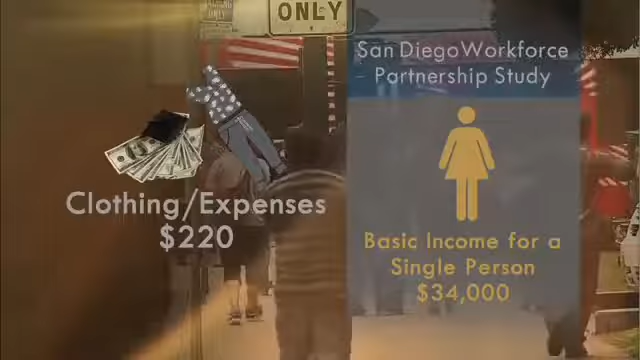 ONLY
San Diego Workforce
Partnership Study
Clothing/Expenses
$220
Basic Income for a
Single Person
$34,000